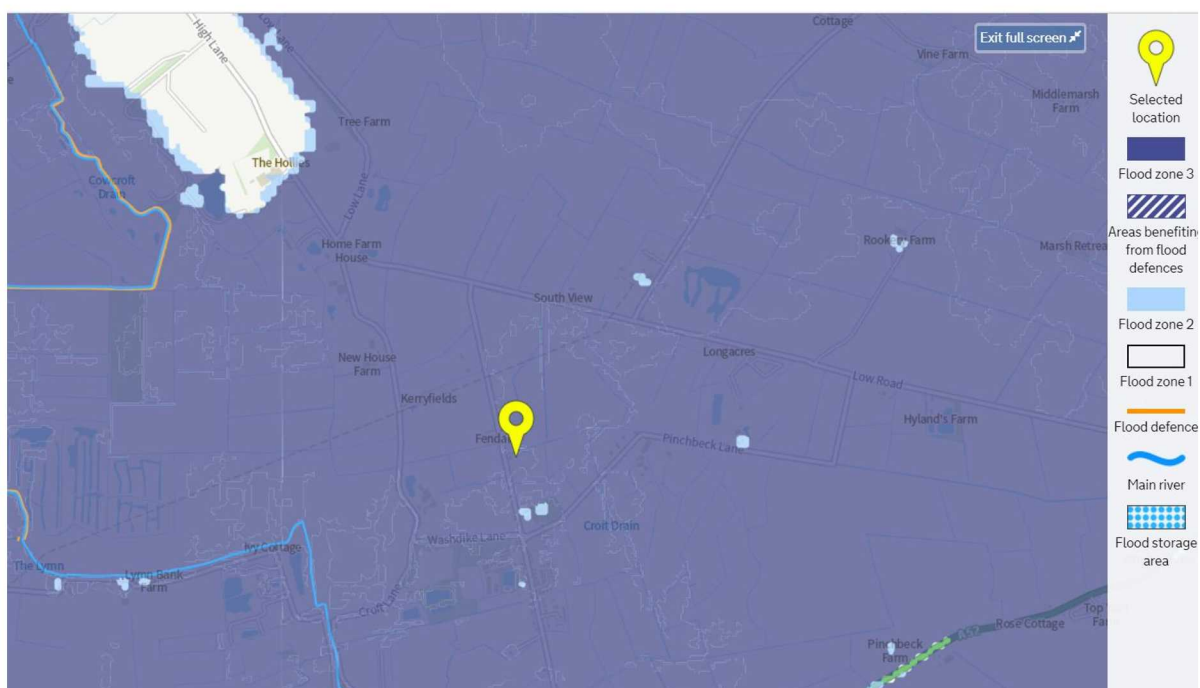 High Lane
Low Lane
Cottage
Exit full screen
Vine Farm
Middlemarsh
Farm
Tree Farm
The Hollies
Cowcroft
Drain
Low Lane
Home Farm
House
Rookery Farm
Marsh Retrea
South View
New House
Farm
Longacres
Low Road
Kerryfields
Hyland's Farm
Pinchbeck Lane
Croft Drain
Washdike Lane
Ivy Cottage
The Lymn
Lymn Bank
Farm
A52
Rose Cottage
Top
Pinchbeck
Farm
Selected
location
Flood zone 3
Areas benefiting
from flood
defences
Flood zone 2
Flood zone 1
Flood defence
Main river
Flood storage
area